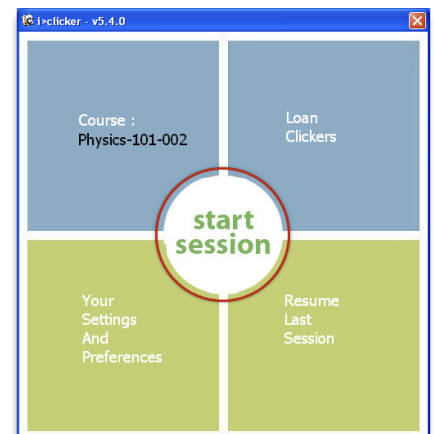 i>clicker - v5.4.0
Course :
Physics-101-002
Loan
Clickers
start
session
Your
Settings
And
Preferences
Resume
Last
Session